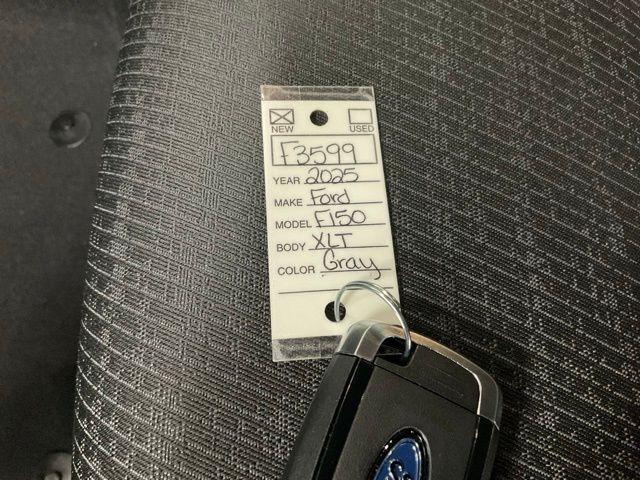 NEW USED
F3599
YEAR 2025
MAKE Ford
MODEL F150
BODY XLT
COLOR Gray